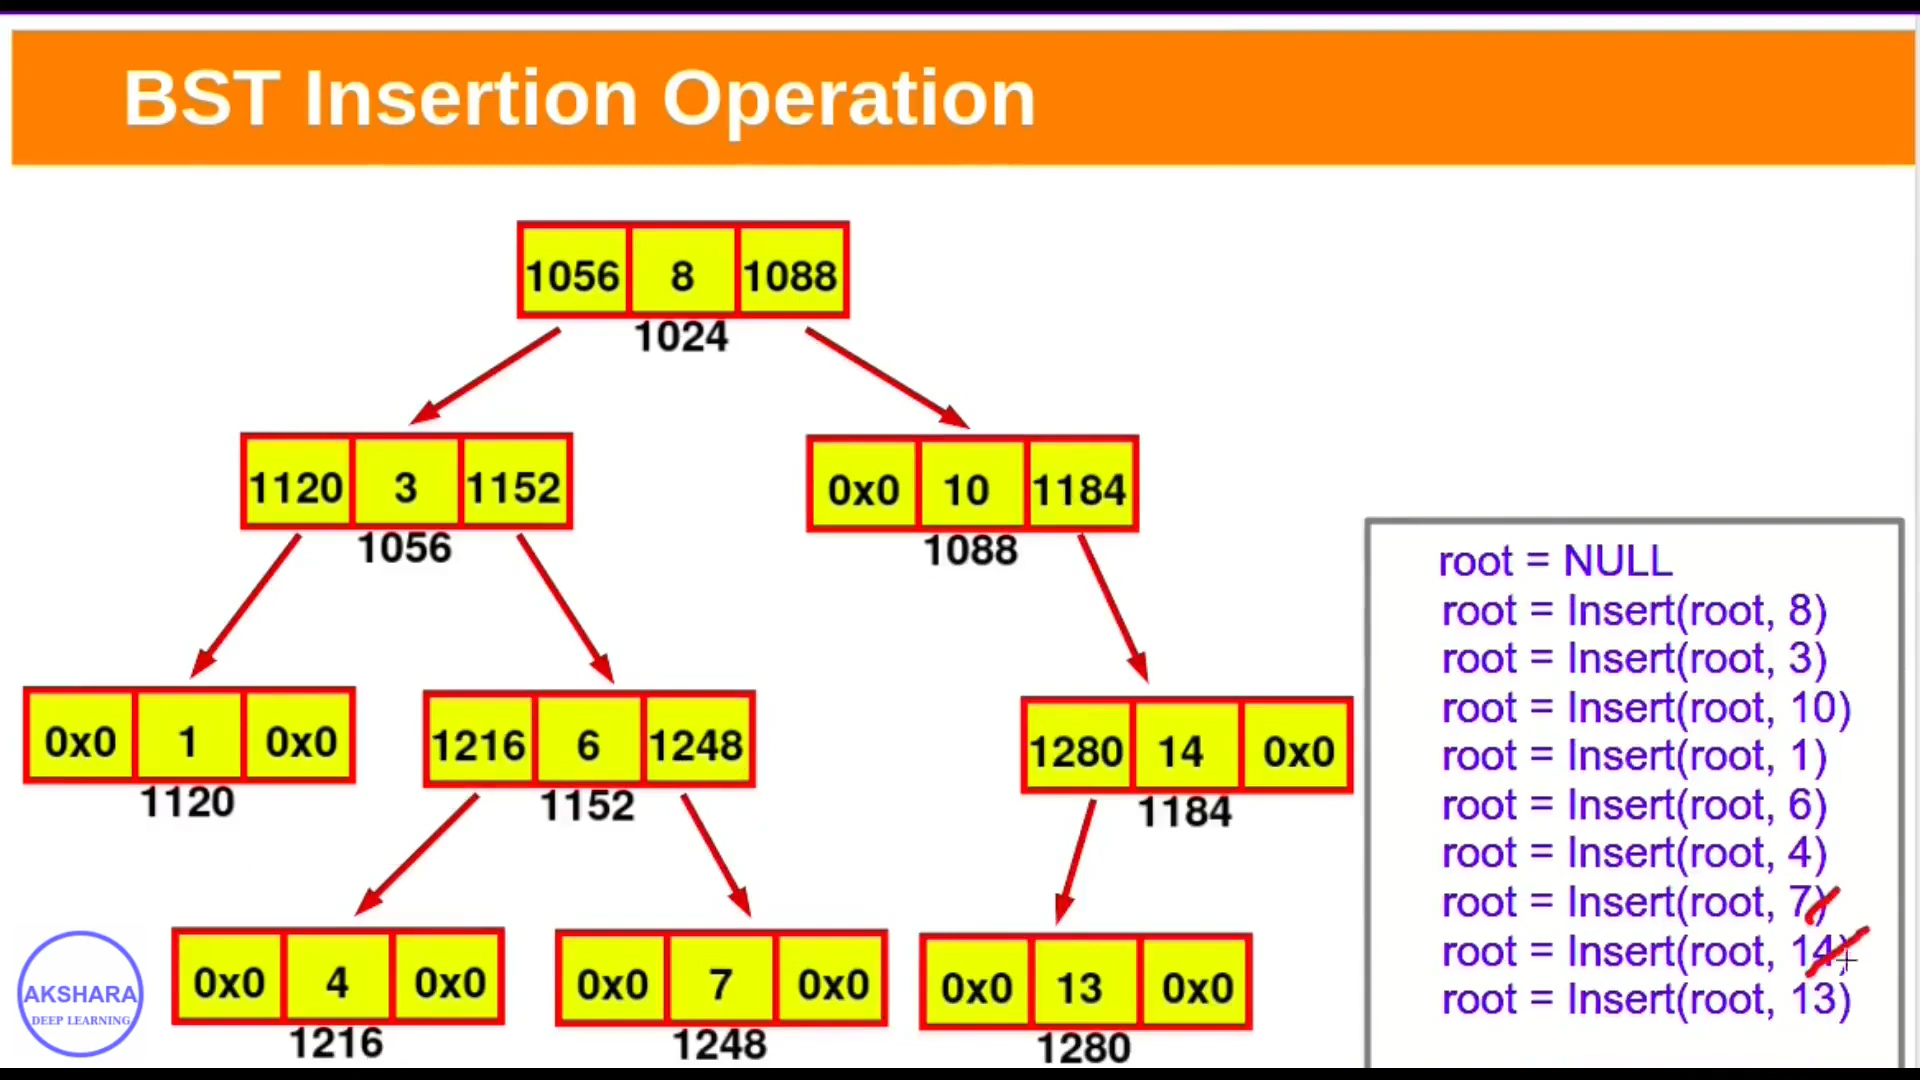 BST Insertion Operation
1056 8 1088
1024
1120 3 1152
1056
0x0 10 1184
1088
0x0 1 0x0
1120
1216 6 1248
1152
1280 14 0x0
1184
0x0 4 0x0
1216
0x0 7 0x0
1248
0x0 13 0x0
1280
root = NULL
root = Insert(root, 8)
root = Insert(root, 3)
root = Insert(root, 10)
root = Insert(root, 1)
root = Insert(root, 6)
root = Insert(root, 4)
root = Insert(root, 7)
root = Insert(root, 14)
root = Insert(root, 13)
AKSHARA
DEEP LEARNING